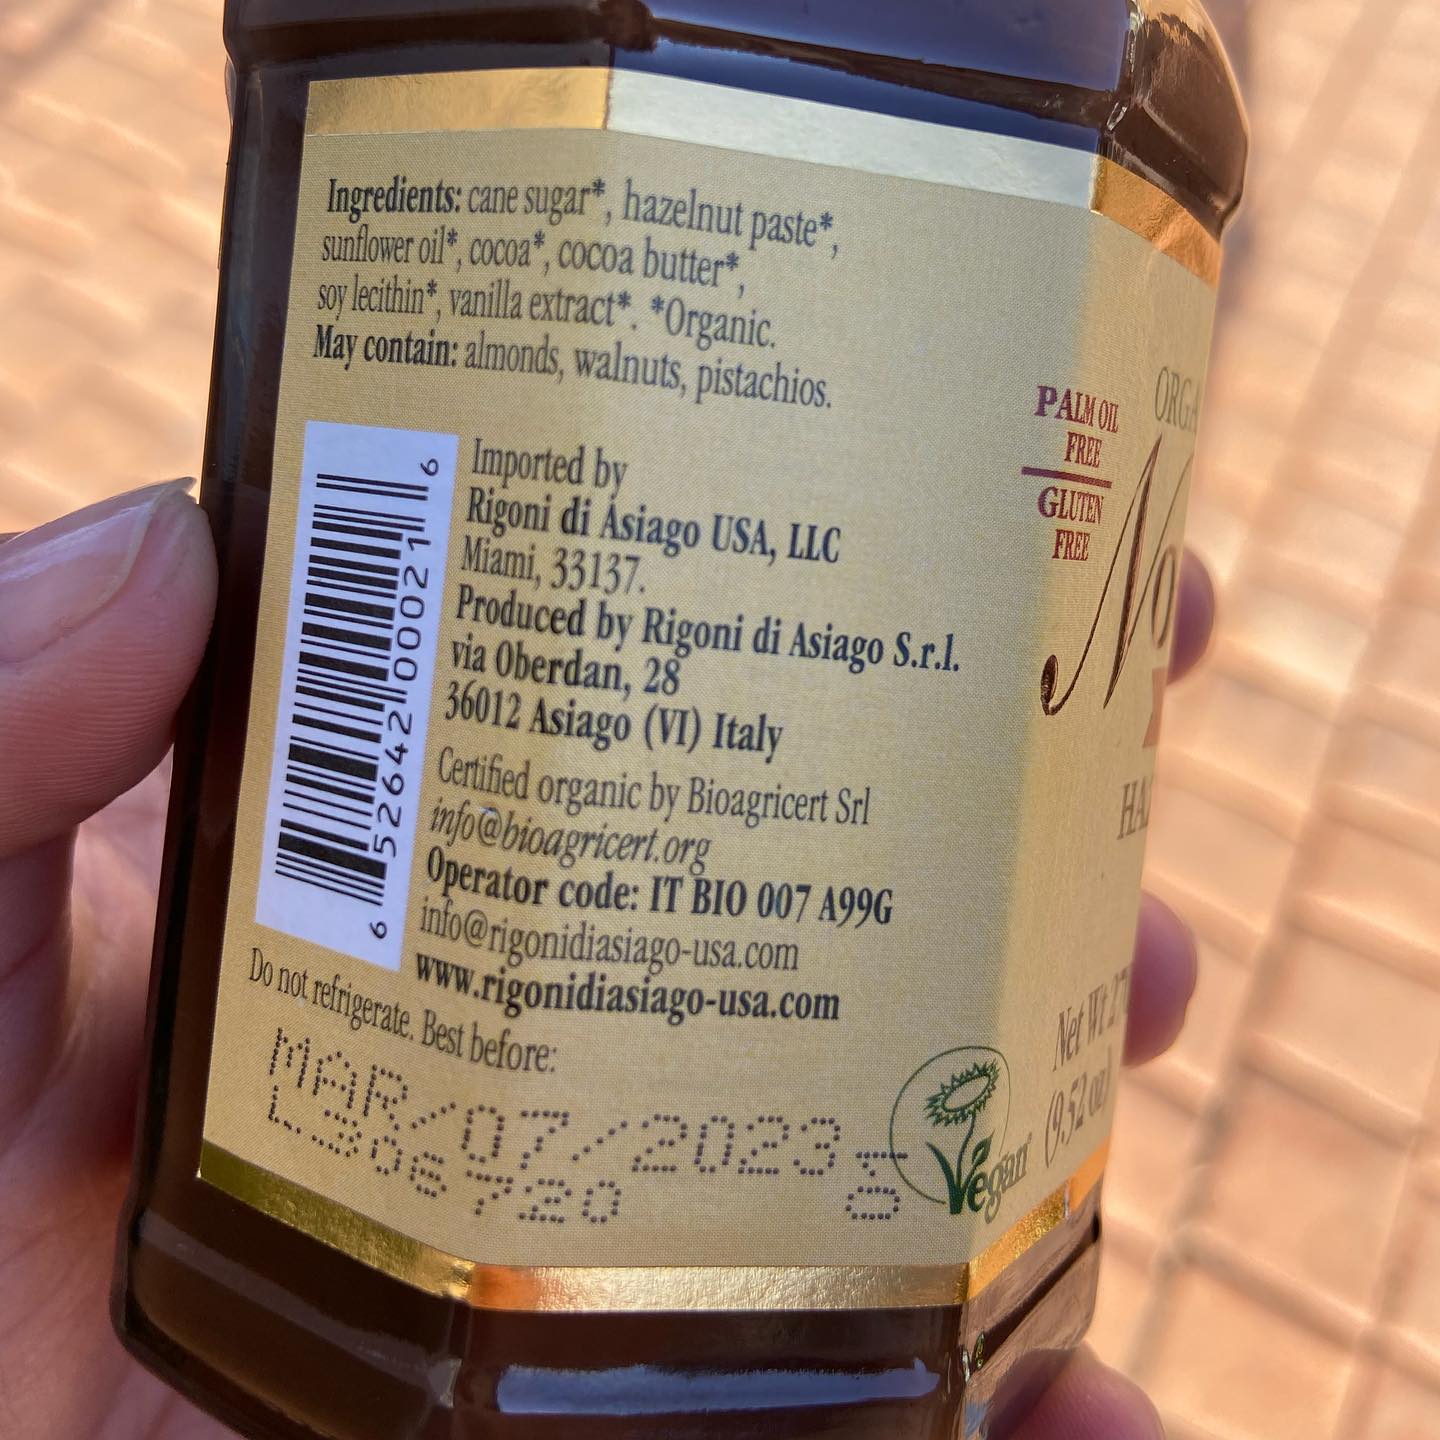 Ingredients: cane sugar*, hazelnut paste*,
sunflower oil*, cocoa*, cocoa butter*,
soy lecithin*, vanilla extract*. *Organic.
May contain: almonds, walnuts, pistachios.
6 52642 00021 6
Imported by
Rigoni di Asiago USA, LLC
Miami, 33137.
Produced by Rigoni di Asiago S.r.l.
via Oberdan, 28
36012 Asiago (VI) Italy
Certified organic by Bioagricert Srl
info@bioagricert.org
Operator code: IT BIO 007 A99G
info@rigonidiasiago-usa.com
www.rigonidiasiago-usa.com
Do not refrigerate. Best before:
MAR/07/2023
L306720
PALM OIL
FREE
GLUTEN
FREE
Net Wt
(9.52 oz)
Vegan